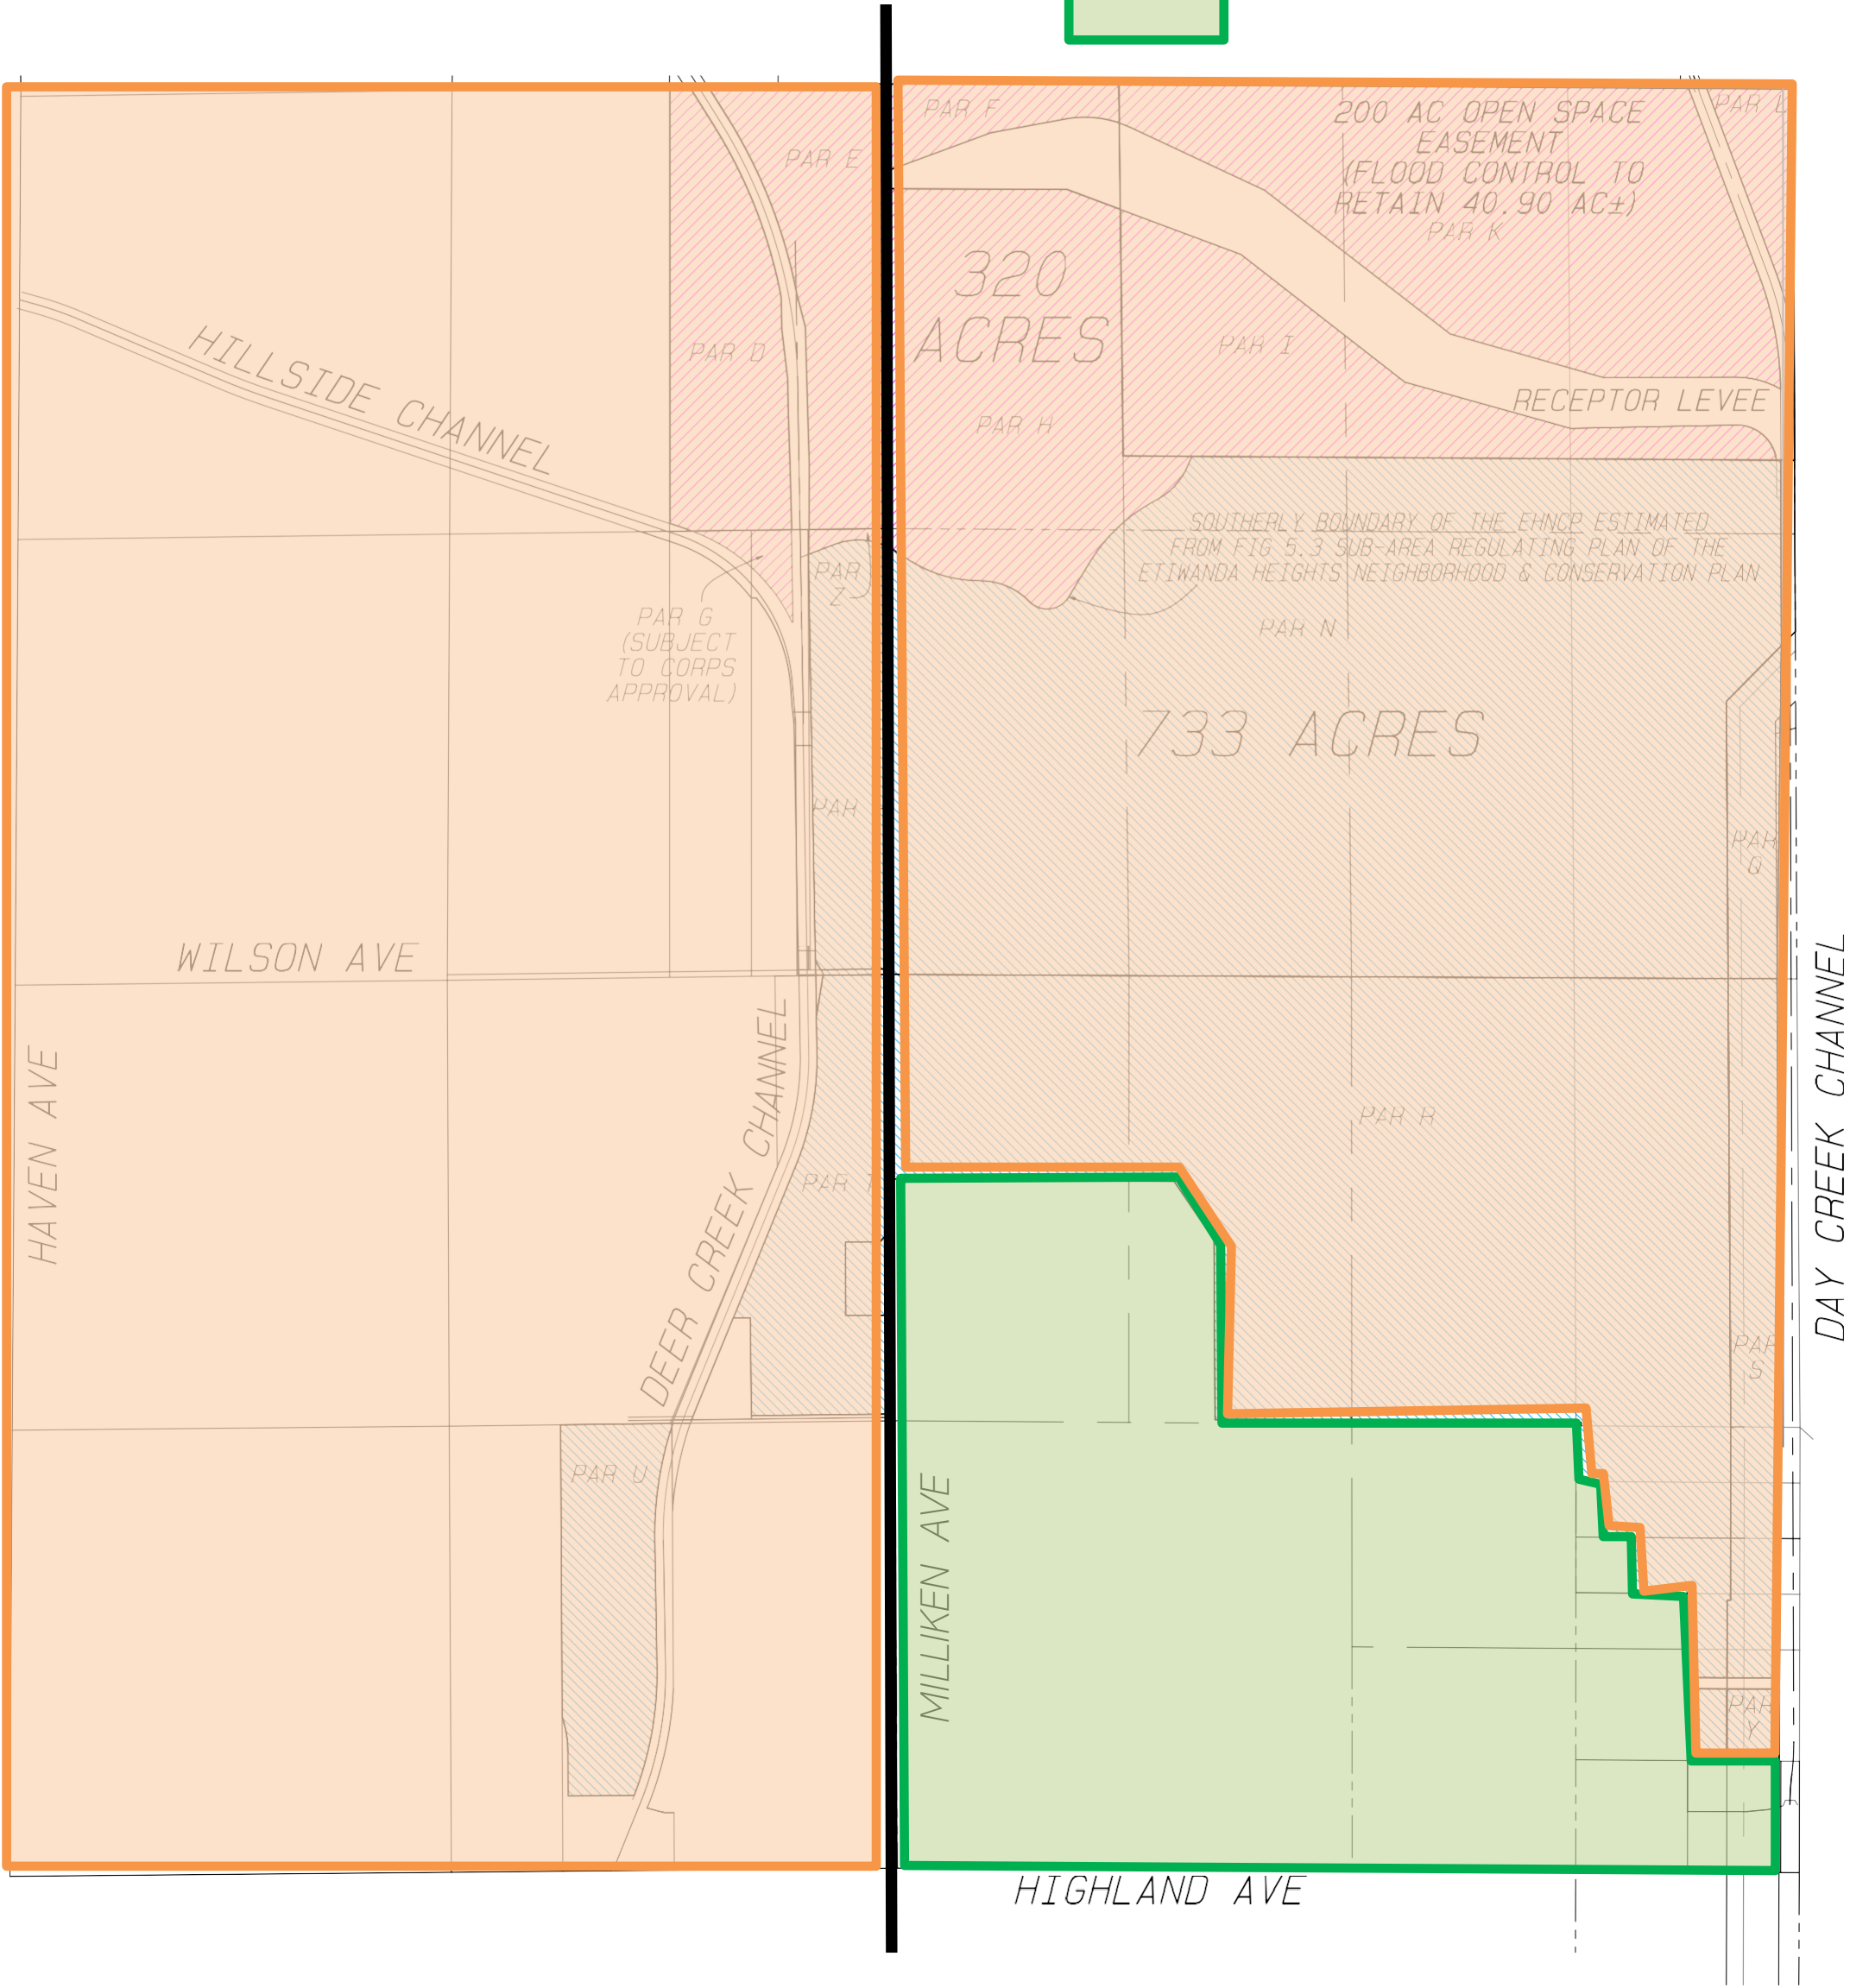 PAR F
200 AC OPEN SPACE
EASEMENT
(FLOOD CONTROL TO
RETAIN 40.90 AC±)
PAR K
PAR L
PAR E
320
ACRES
PAR D
PAR I
PAR H
RECEPTOR LEVEE
HILLSIDE CHANNEL
SOUTHERLY BOUNDARY OF THE EHNCP ESTIMATED
FROM FIG 5.3 SUB-AREA REGULATING PLAN OF THE
ETIWANDA HEIGHTS NEIGHBORHOOD & CONSERVATION PLAN
PAR
Z
PAR G
(SUBJECT
TO CORPS
APPROVAL)
PAR N
733 ACRES
PAR
PAR
Q
WILSON AVE
HAVEN AVE
DEER CREEK CHANNEL
PAR R
PAR T
DAY CREEK CHANNEL
PAR
S
PAR U
MILLIKEN AVE
PAR
Y
HIGHLAND AVE